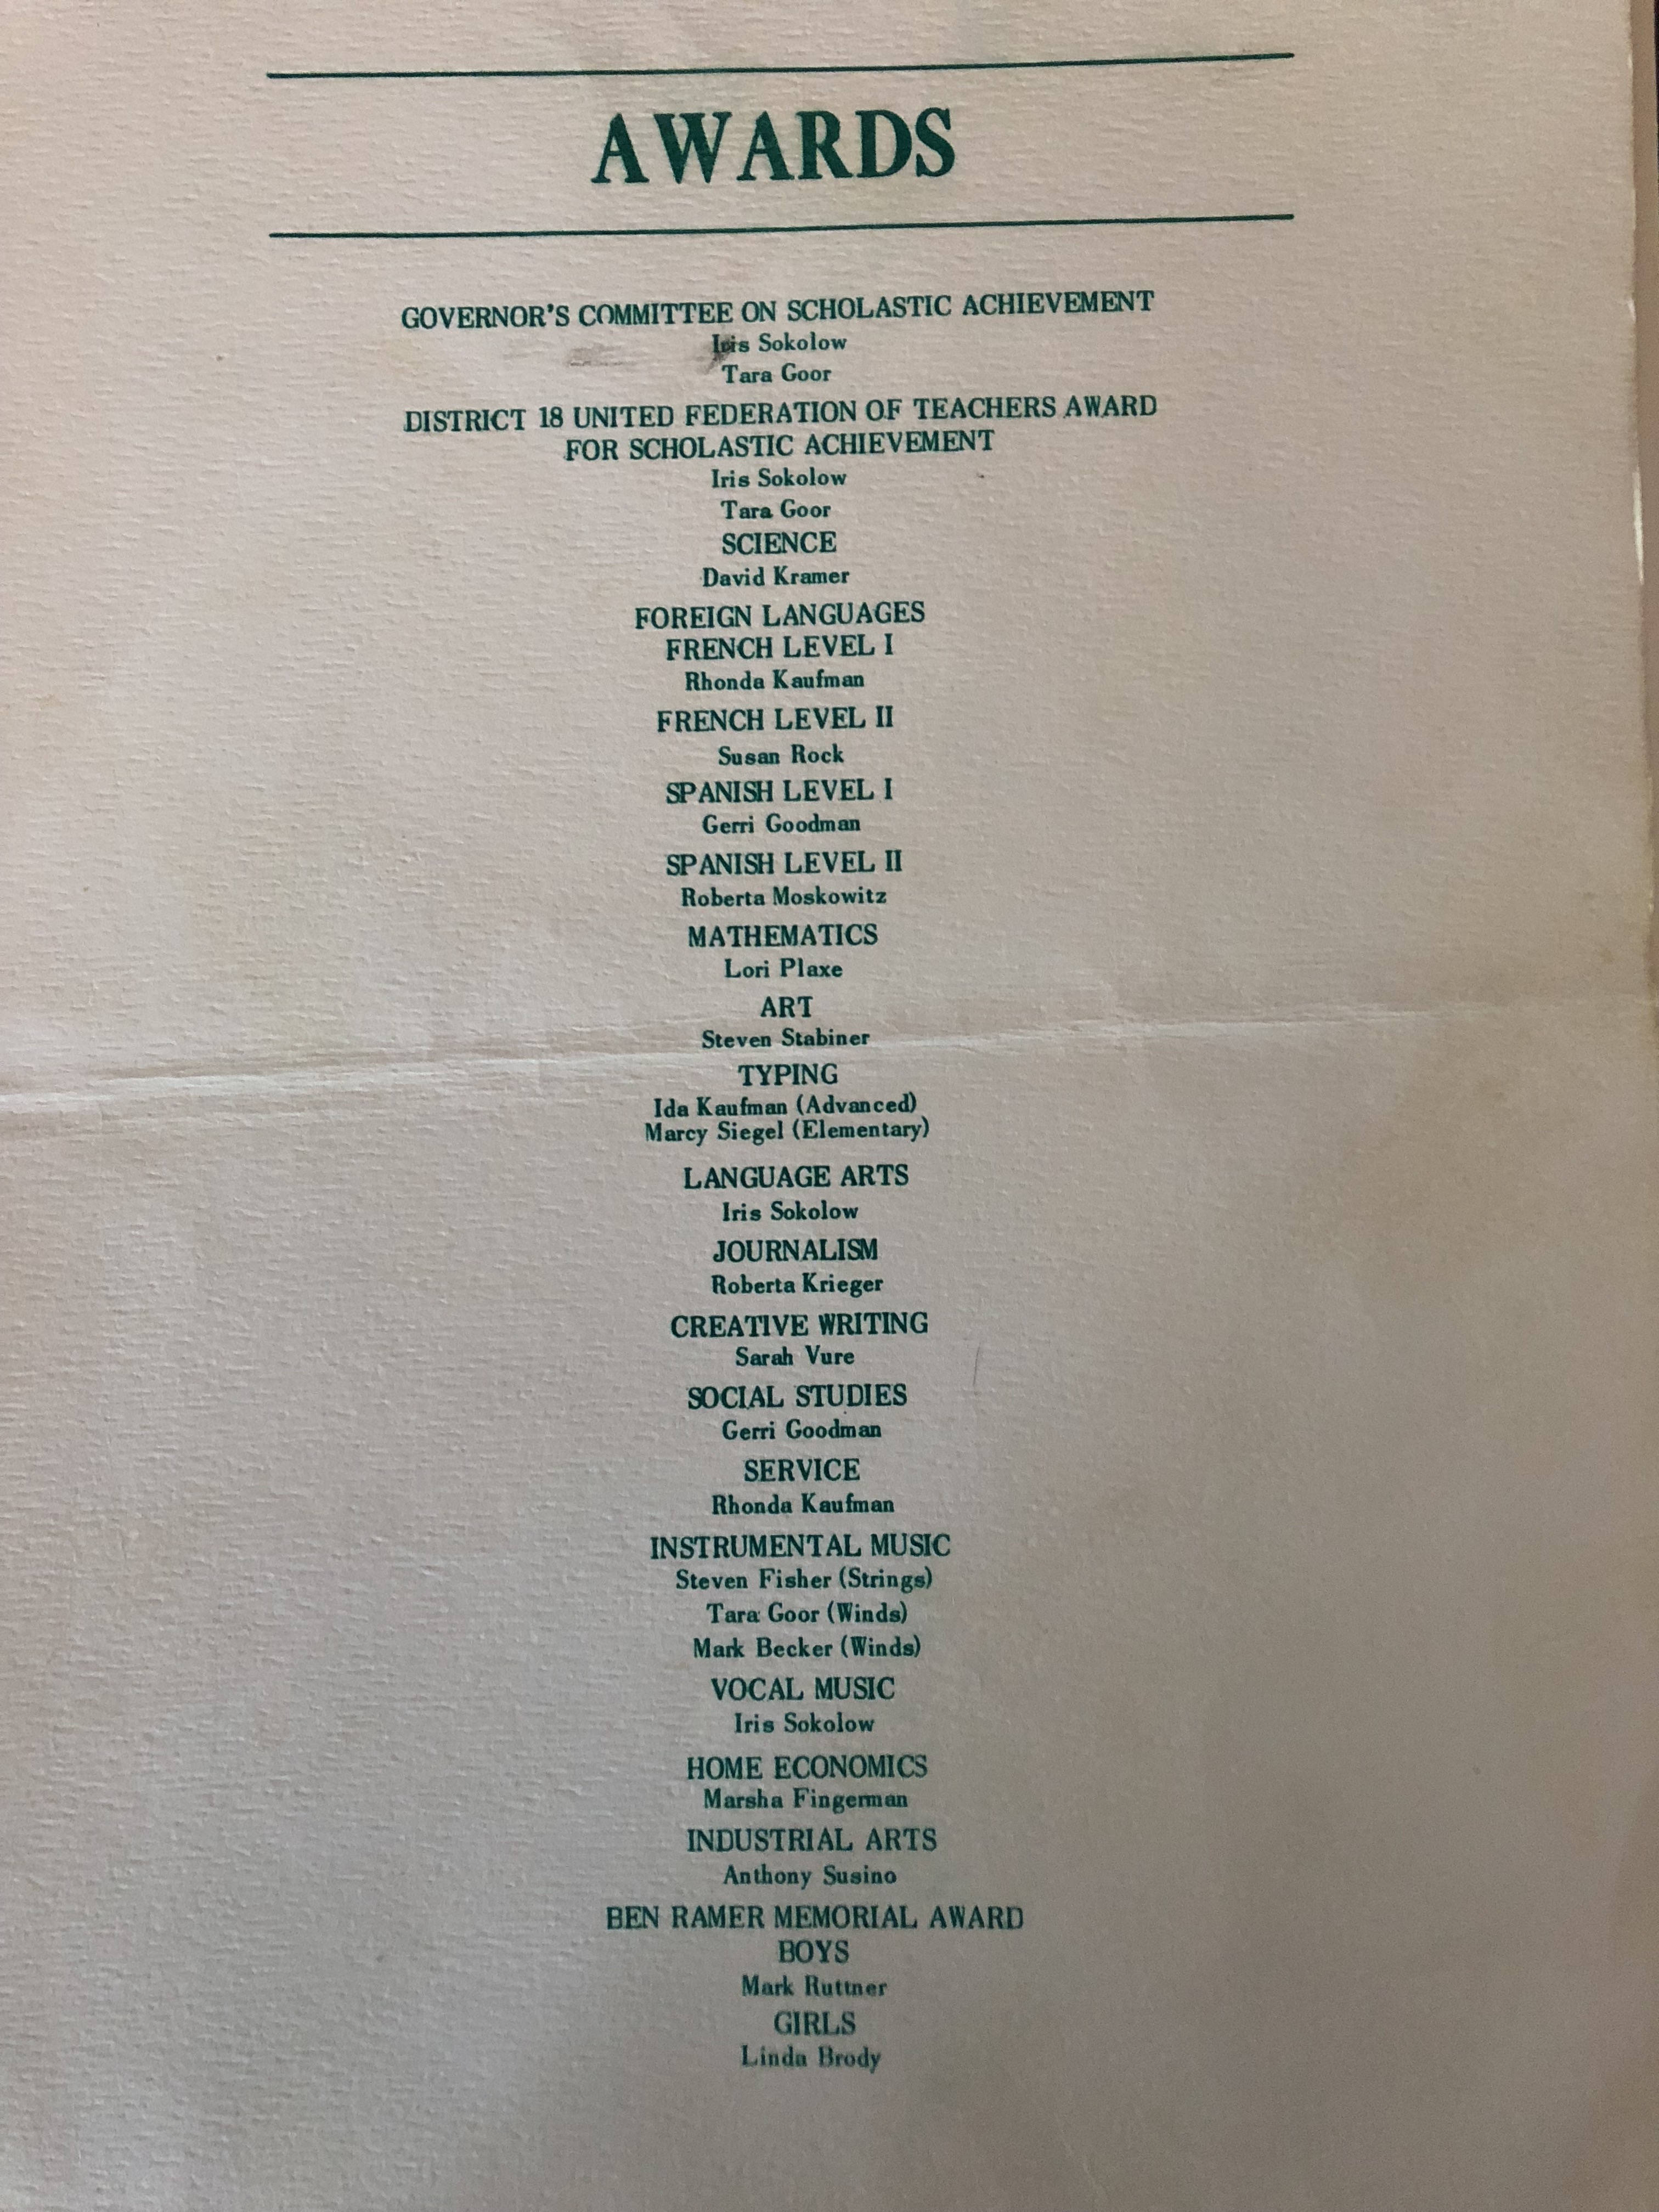 AWARDS
GOVERNOR'S COMMITTEE ON SCHOLASTIC ACHIEVEMENT
Iris Sokolow
Tara Goor
DISTRICT 18 UNITED FEDERATION OF TEACHERS AWARD
FOR SCHOLASTIC ACHIEVEMENT
Iris Sokolow
Tara Goor
SCIENCE
David Kramer
FOREIGN LANGUAGES
FRENCH LEVEL I
Rhonda Kaufman
FRENCH LEVEL II
Susan Rock
SPANISH LEVEL I
Gerri Goodman
SPANISH LEVEL II
Roberta Moskowitz
MATHEMATICS
Lori Plaxe
ART
Steven Stabiner
TYPING
Ida Kaufman (Advanced)
Marcy Siegel (Elementary)
LANGUAGE ARTS
Iris Sokolow
JOURNALISM
Roberta Krieger
CREATIVE WRITING
Sarah Vure
SOCIAL STUDIES
Gerri Goodman
SERVICE
Rhonda Kaufman
INSTRUMENTAL MUSIC
Steven Fisher (Strings)
Tara Goor (Winds)
Mark Becker (Winds)
VOCAL MUSIC
Iris Sokolow
HOME ECONOMICS
Marsha Fingerman
INDUSTRIAL ARTS
Anthony Susino
BEN RAMER MEMORIAL AWARD
BOYS
Mark Ruttner
GIRLS
Linda Brody